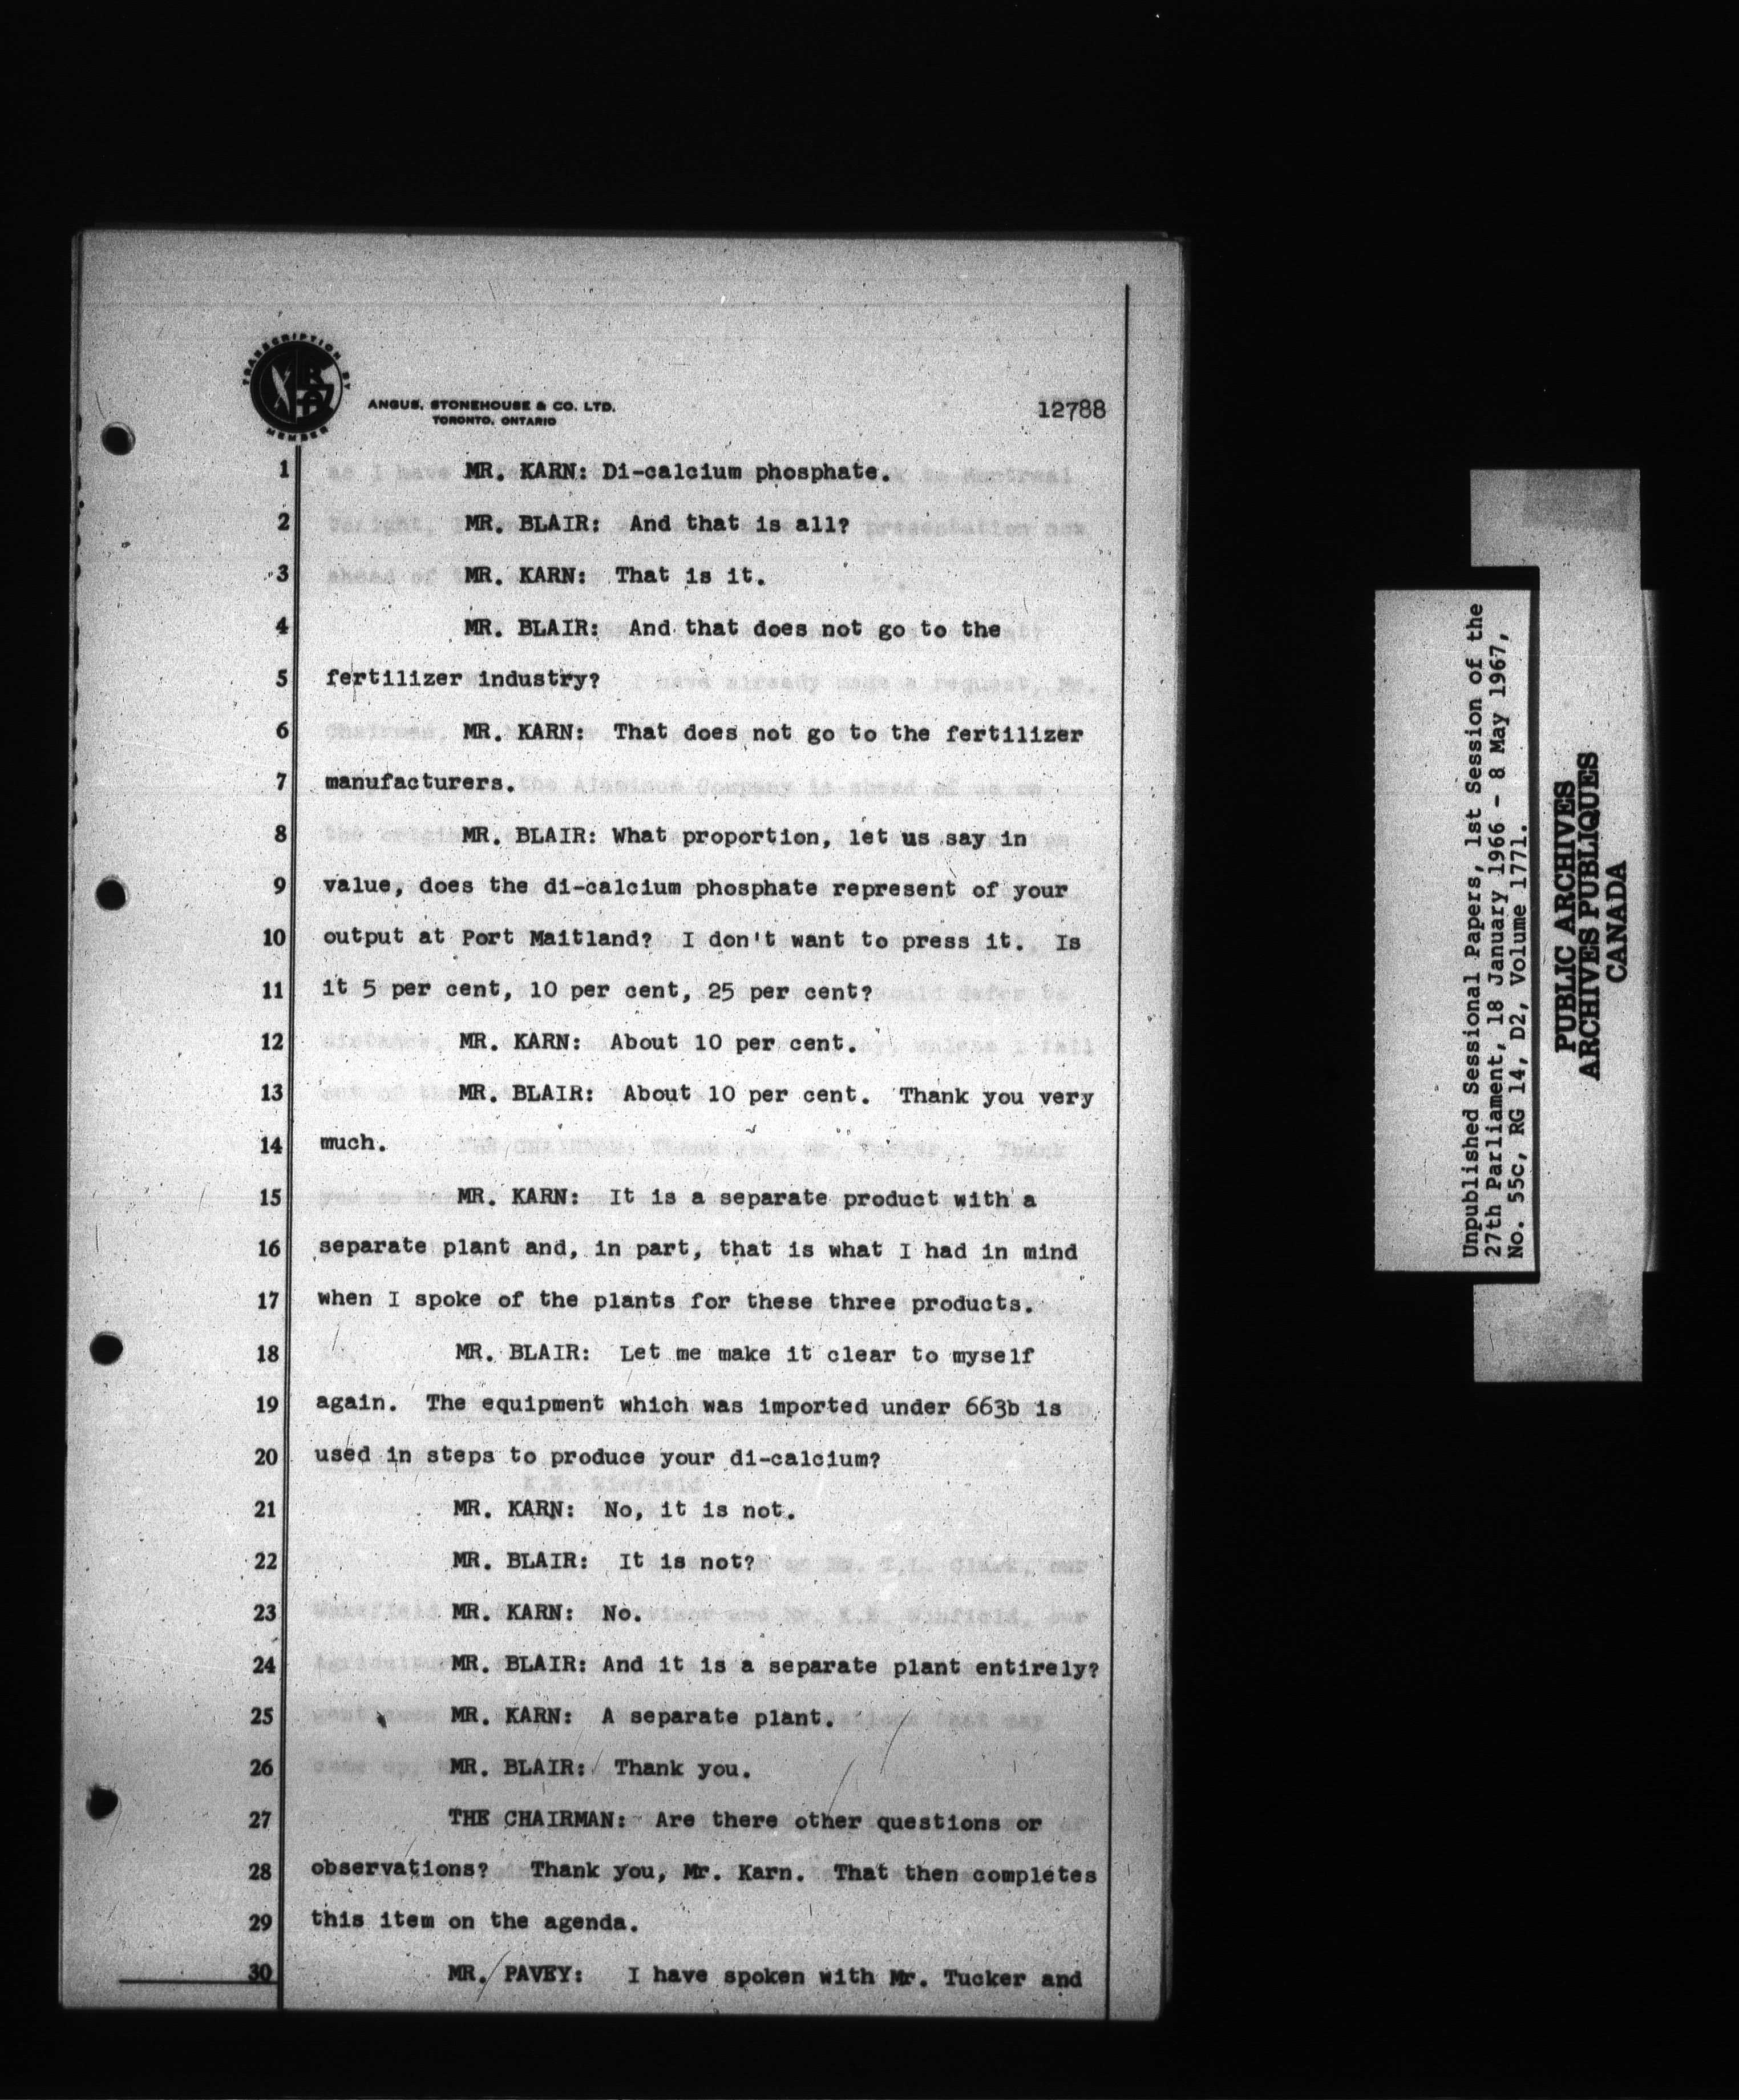 TRANSCRIPTION BY
MEMBER
ANGUS, STONEHOUSE & CO. LTD.
TORONTO, ONTARIO
12788
1 MR. KARN: Di-calcium phosphate.
2 MR. BLAIR: And that is all?
3 MR. KARN: That is it.
4 MR. BLAIR: And that does not go to the
5 fertilizer industry?
6 MR. KARN: That does not go to the fertilizer
7 manufacturers.
8 MR. BLAIR: What proportion, let us say in
9 value, does the di-calcium phosphate represent of your
10 output at Port Maitland? I don't want to press it. Is
11 it 5 per cent, 10 per cent, 25 per cent?
12 MR. KARN: About 10 per cent.
13 MR. BLAIR: About 10 per cent. Thank you very
14 much.
15 MR. KARN: It is a separate product with a
16 separate plant and, in part, that is what I had in mind
17 when I spoke of the plants for these three products.
18 MR. BLAIR: Let me make it clear to myself
19 again. The equipment which was imported under 663b is
20 used in steps to produce your di-calcium?
21 MR. KARN: No, it is not.
22 MR. BLAIR: It is not?
23 MR. KARN: No.
24 MR. BLAIR: And it is a separate plant entirely?
25 MR. KARN: A separate plant.
26 MR. BLAIR: Thank you.
27 THE CHAIRMAN: Are there other questions or
28 observations? Thank you, Mr. Karn. That then completes
29 this item on the agenda.
30 MR. PAVEY: I have spoken with Mr. Tucker and
Unpublished Sessional Papers, 1st Session of the
27th Parliament, 18 January 1966 - 8 May 1967,
No. 55c, RG 14, D2, Volume 1771.
PUBLIC ARCHIVES
ARCHIVES PUBLIQUES
CANADA